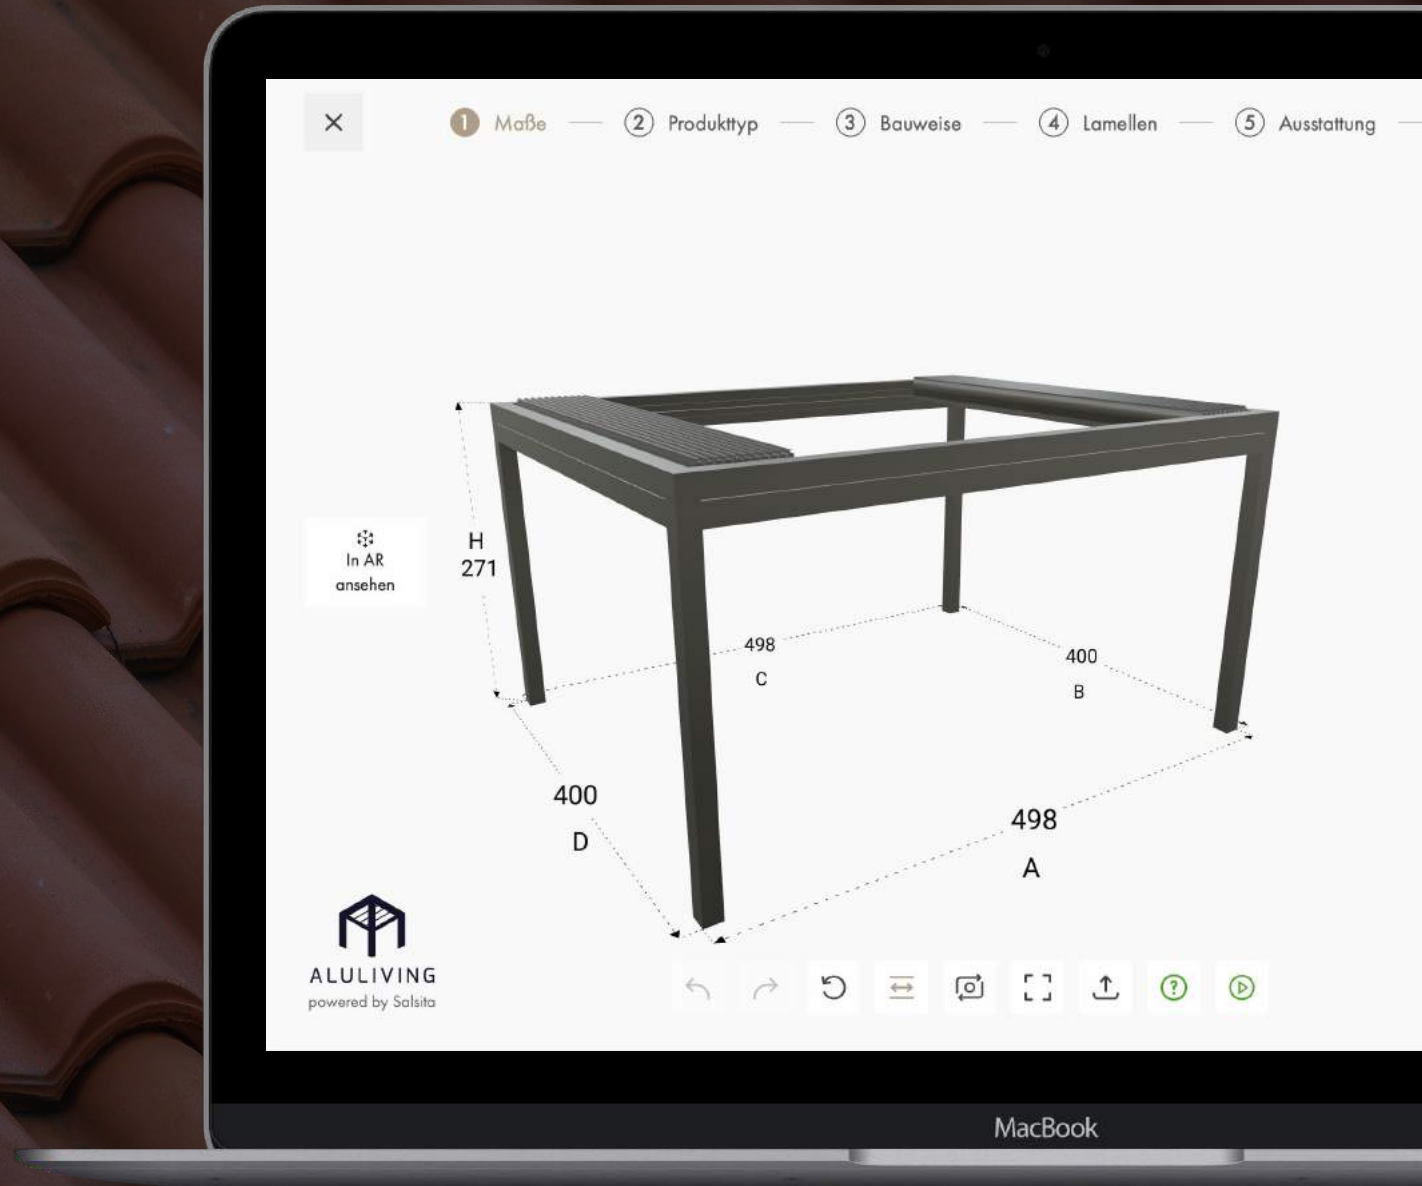 1 Maße
2 Produkttyp
3 Bauweise
4 Lamellen
5 Ausstattung
H
271
In AR
ansehen
498
C
400
B
400
D
498
A
ALULIVING
powered by Salsita
?
MacBook